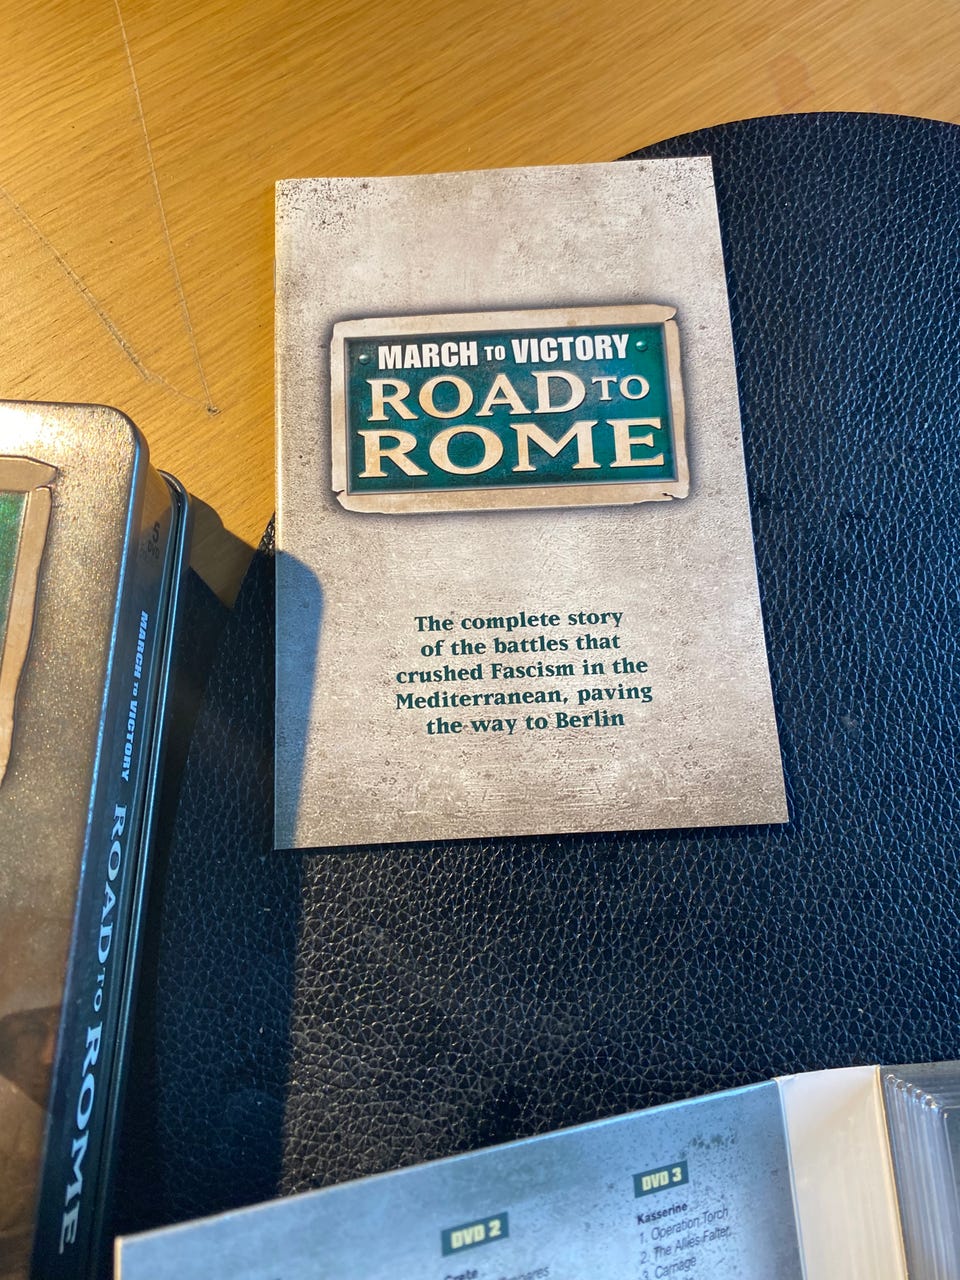 MARCH TO VICTORY
ROAD TO
ROME
The complete story
of the battles that
crushed Fascism in the
Mediterranean, paving
the way to Berlin
5
MARCH TO VICTORY ROAD TO ROME
DVD 2
Crete
DVD 3
Kasserine
1. Operation Torch
2. The Allies Falter
3. Carnage